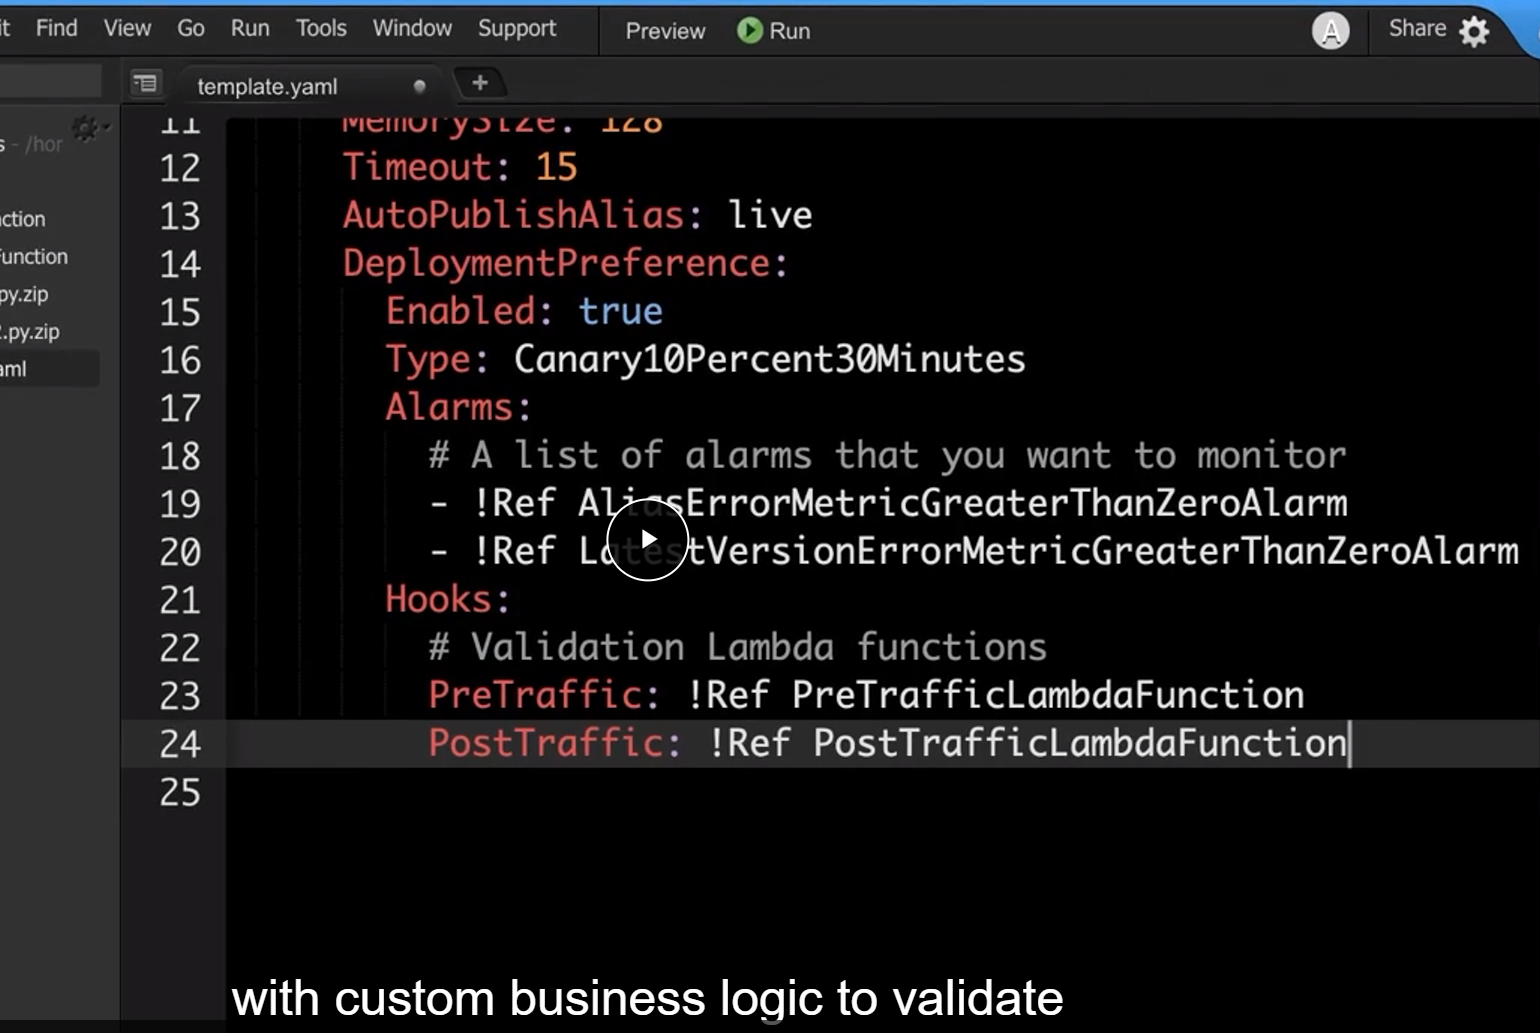 it Find View Go Run Tools Window Support Preview Run A Share
template.yaml +
s - /hor
ction
Function
py.zip
.py.zip
aml
11 MemorySize: 128
12 Timeout: 15
13 AutoPublishAlias: live
14 DeploymentPreference:
15 Enabled: true
16 Type: Canary10Percent30Minutes
17 Alarms:
18 # A list of alarms that you want to monitor
19 - !Ref AliasErrorMetricGreaterThanZeroAlarm
20 - !Ref LatestVersionErrorMetricGreaterThanZeroAlarm
21 Hooks:
22 # Validation Lambda functions
23 PreTraffic: !Ref PreTrafficLambdaFunction
24 PostTraffic: !Ref PostTrafficLambdaFunction
25
with custom business logic to validate